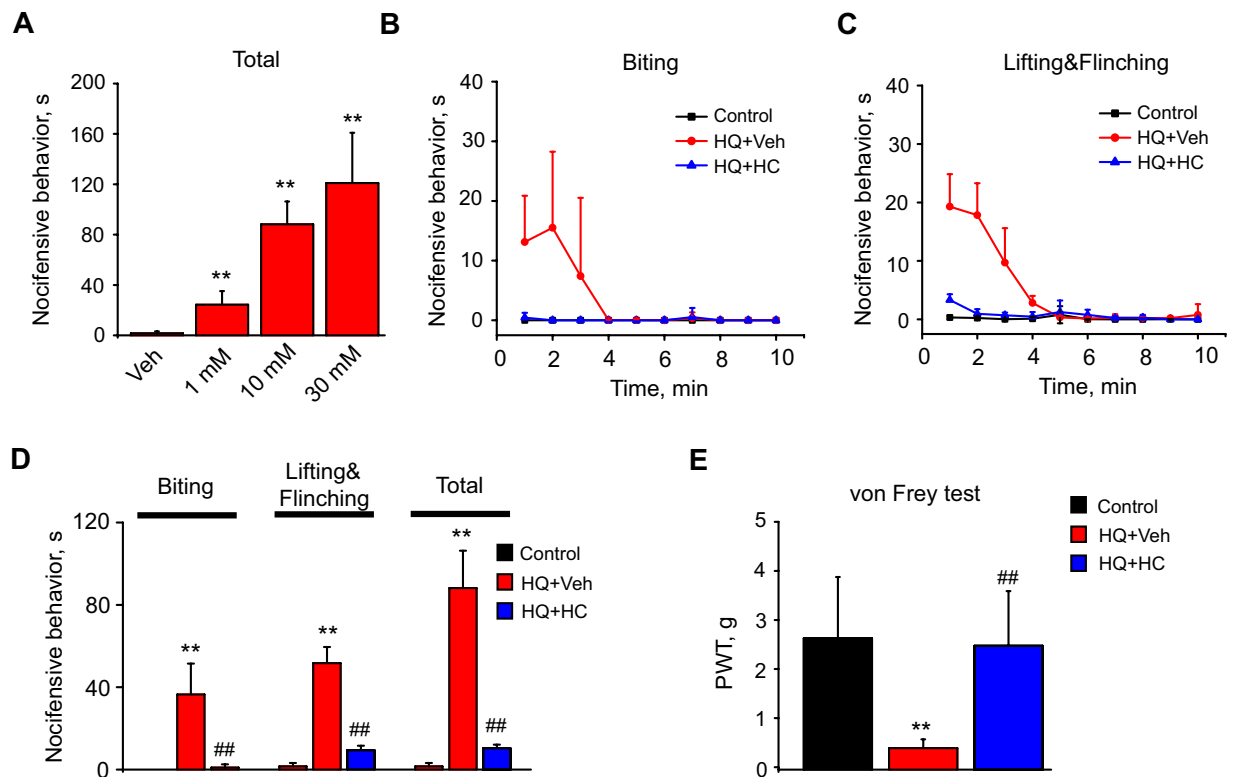 A
Total
Nocifensive behavior, s
200
160
120
80
40
0
**
**
**
Veh
1 mM
10 mM
30 mM
B
Biting
Nocifensive behavior, s
40
30
20
10
0
Control
HQ+Veh
HQ+HC
0 2 4 6 8 10
Time, min
C
Lifting&Flinching
Nocifensive behavior, s
40
30
20
10
0
Control
HQ+Veh
HQ+HC
0 2 4 6 8 10
Time, min
D
Biting
Lifting&
Flinching
Total
Nocifensive behavior, s
120
80
40
0
**
##
**
##
**
##
Control
HQ+Veh
HQ+HC
E
von Frey test
PWT, g
5
4
3
2
1
0
**
##
Control
HQ+Veh
HQ+HC